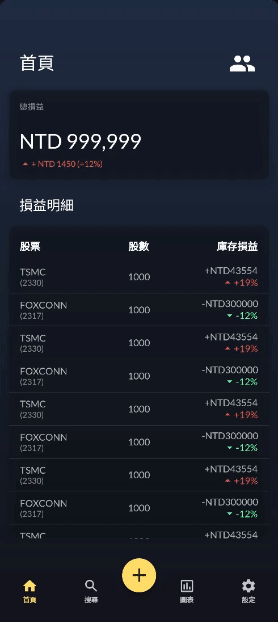 首頁
總損益
NTD 999,999
+ NTD 1450 (+12%)
損益明細
股票 股數 庫存損益
TSMC 1000 +NTD43554
(2330) +19%
FOXCONN 1000 -NTD300000
(2317) -12%
TSMC 1000 +NTD43554
(2330) +19%
FOXCONN 1000 -NTD300000
(2317) -12%
TSMC 1000 +NTD43554
(2330) +19%
FOXCONN 1000 -NTD300000
(2317) -12%
TSMC 1000 +NTD43554
(2330) +19%
FOXCONN 1000 -NTD300000
(2317) -12%
TSMC +NTD43554
首頁 搜尋 圖表 設定